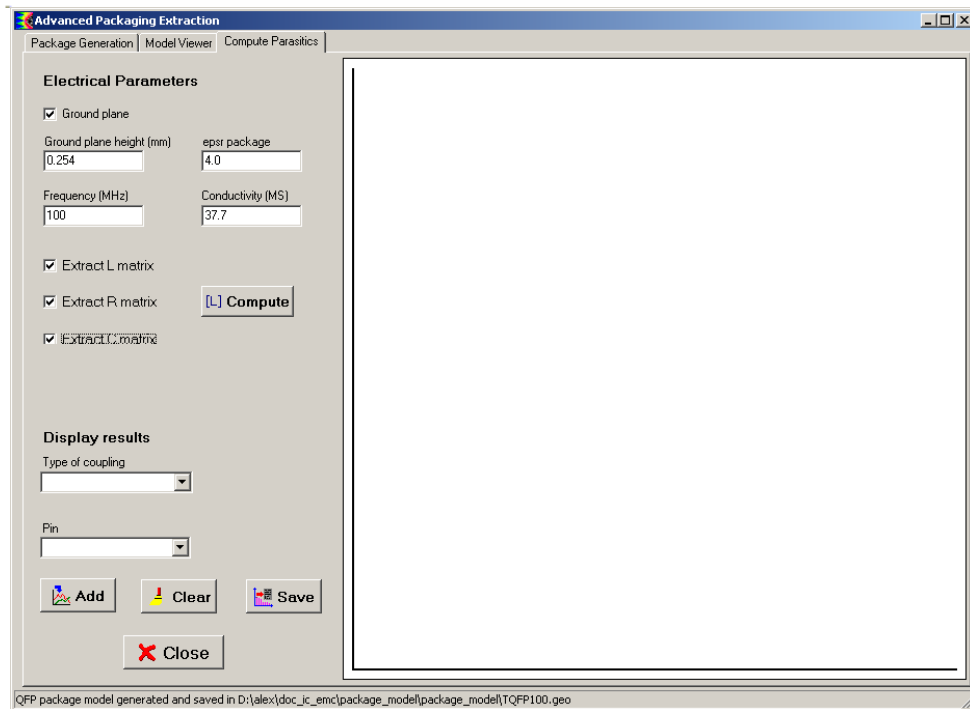 Advanced Packaging Extraction
Package Generation Model Viewer Compute Parasitics
Electrical Parameters
Ground plane
Ground plane height (mm) epsr package
0.254 4.0
Frequency (MHz) Conductivity (MS)
100 37.7
Extract L matrix
Extract R matrix [L] Compute
Extract C matrix
Display results
Type of coupling
Pin
Add Clear Save
Close
QFP package model generated and saved in D:\alex\doc_ic_emc\package_model\package_model\TQFP100.geo